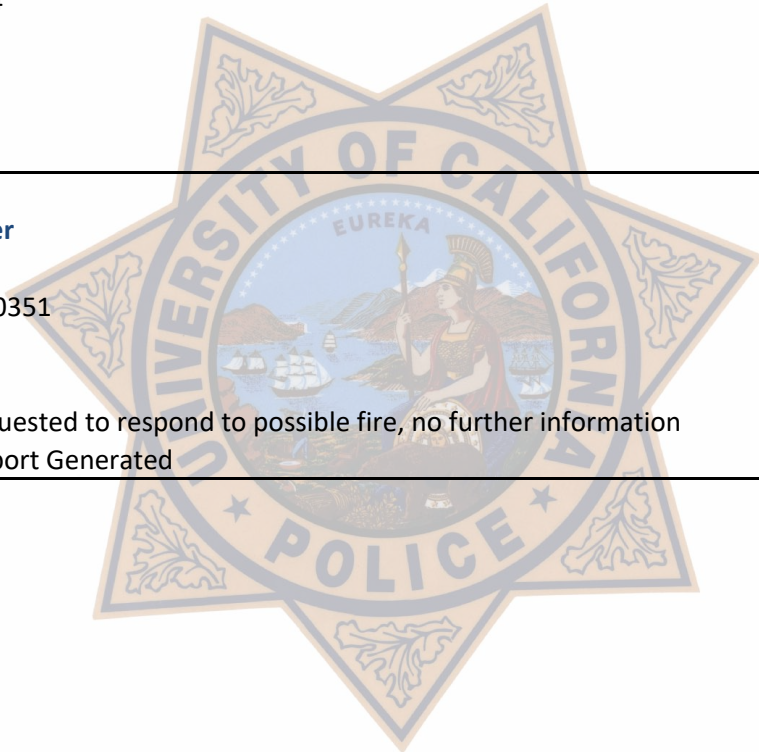 UNIVERSITY OF CALIFORNIA
EUREKA
er
0351
uested to respond to possible fire, no further information
port Generated
POLICE